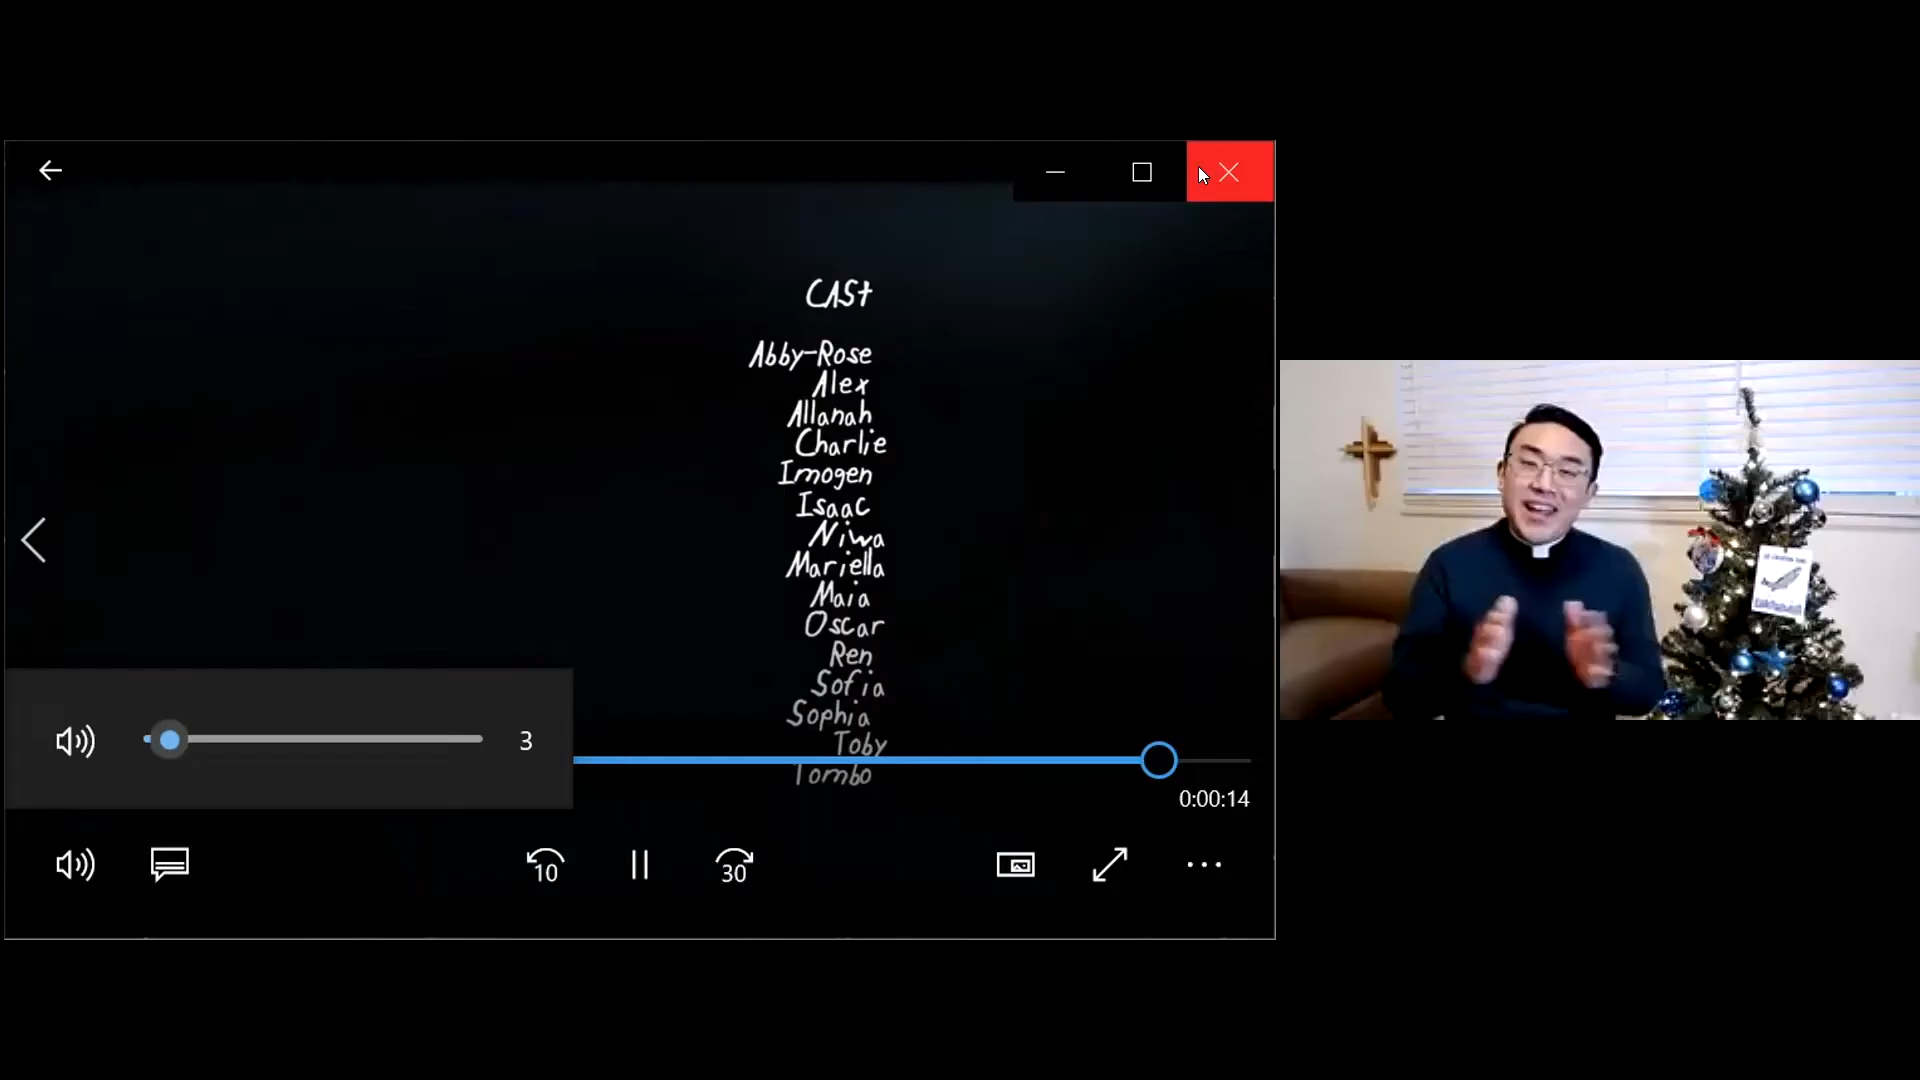 CAST
Abby-Rose
Alex
Allanah
Charlie
Imogen
Isaac
Niwa
Mariella
Maia
Oscar
Ren
Sofia
Sophia
Toby
Tombo
3
0:00:14
10
30